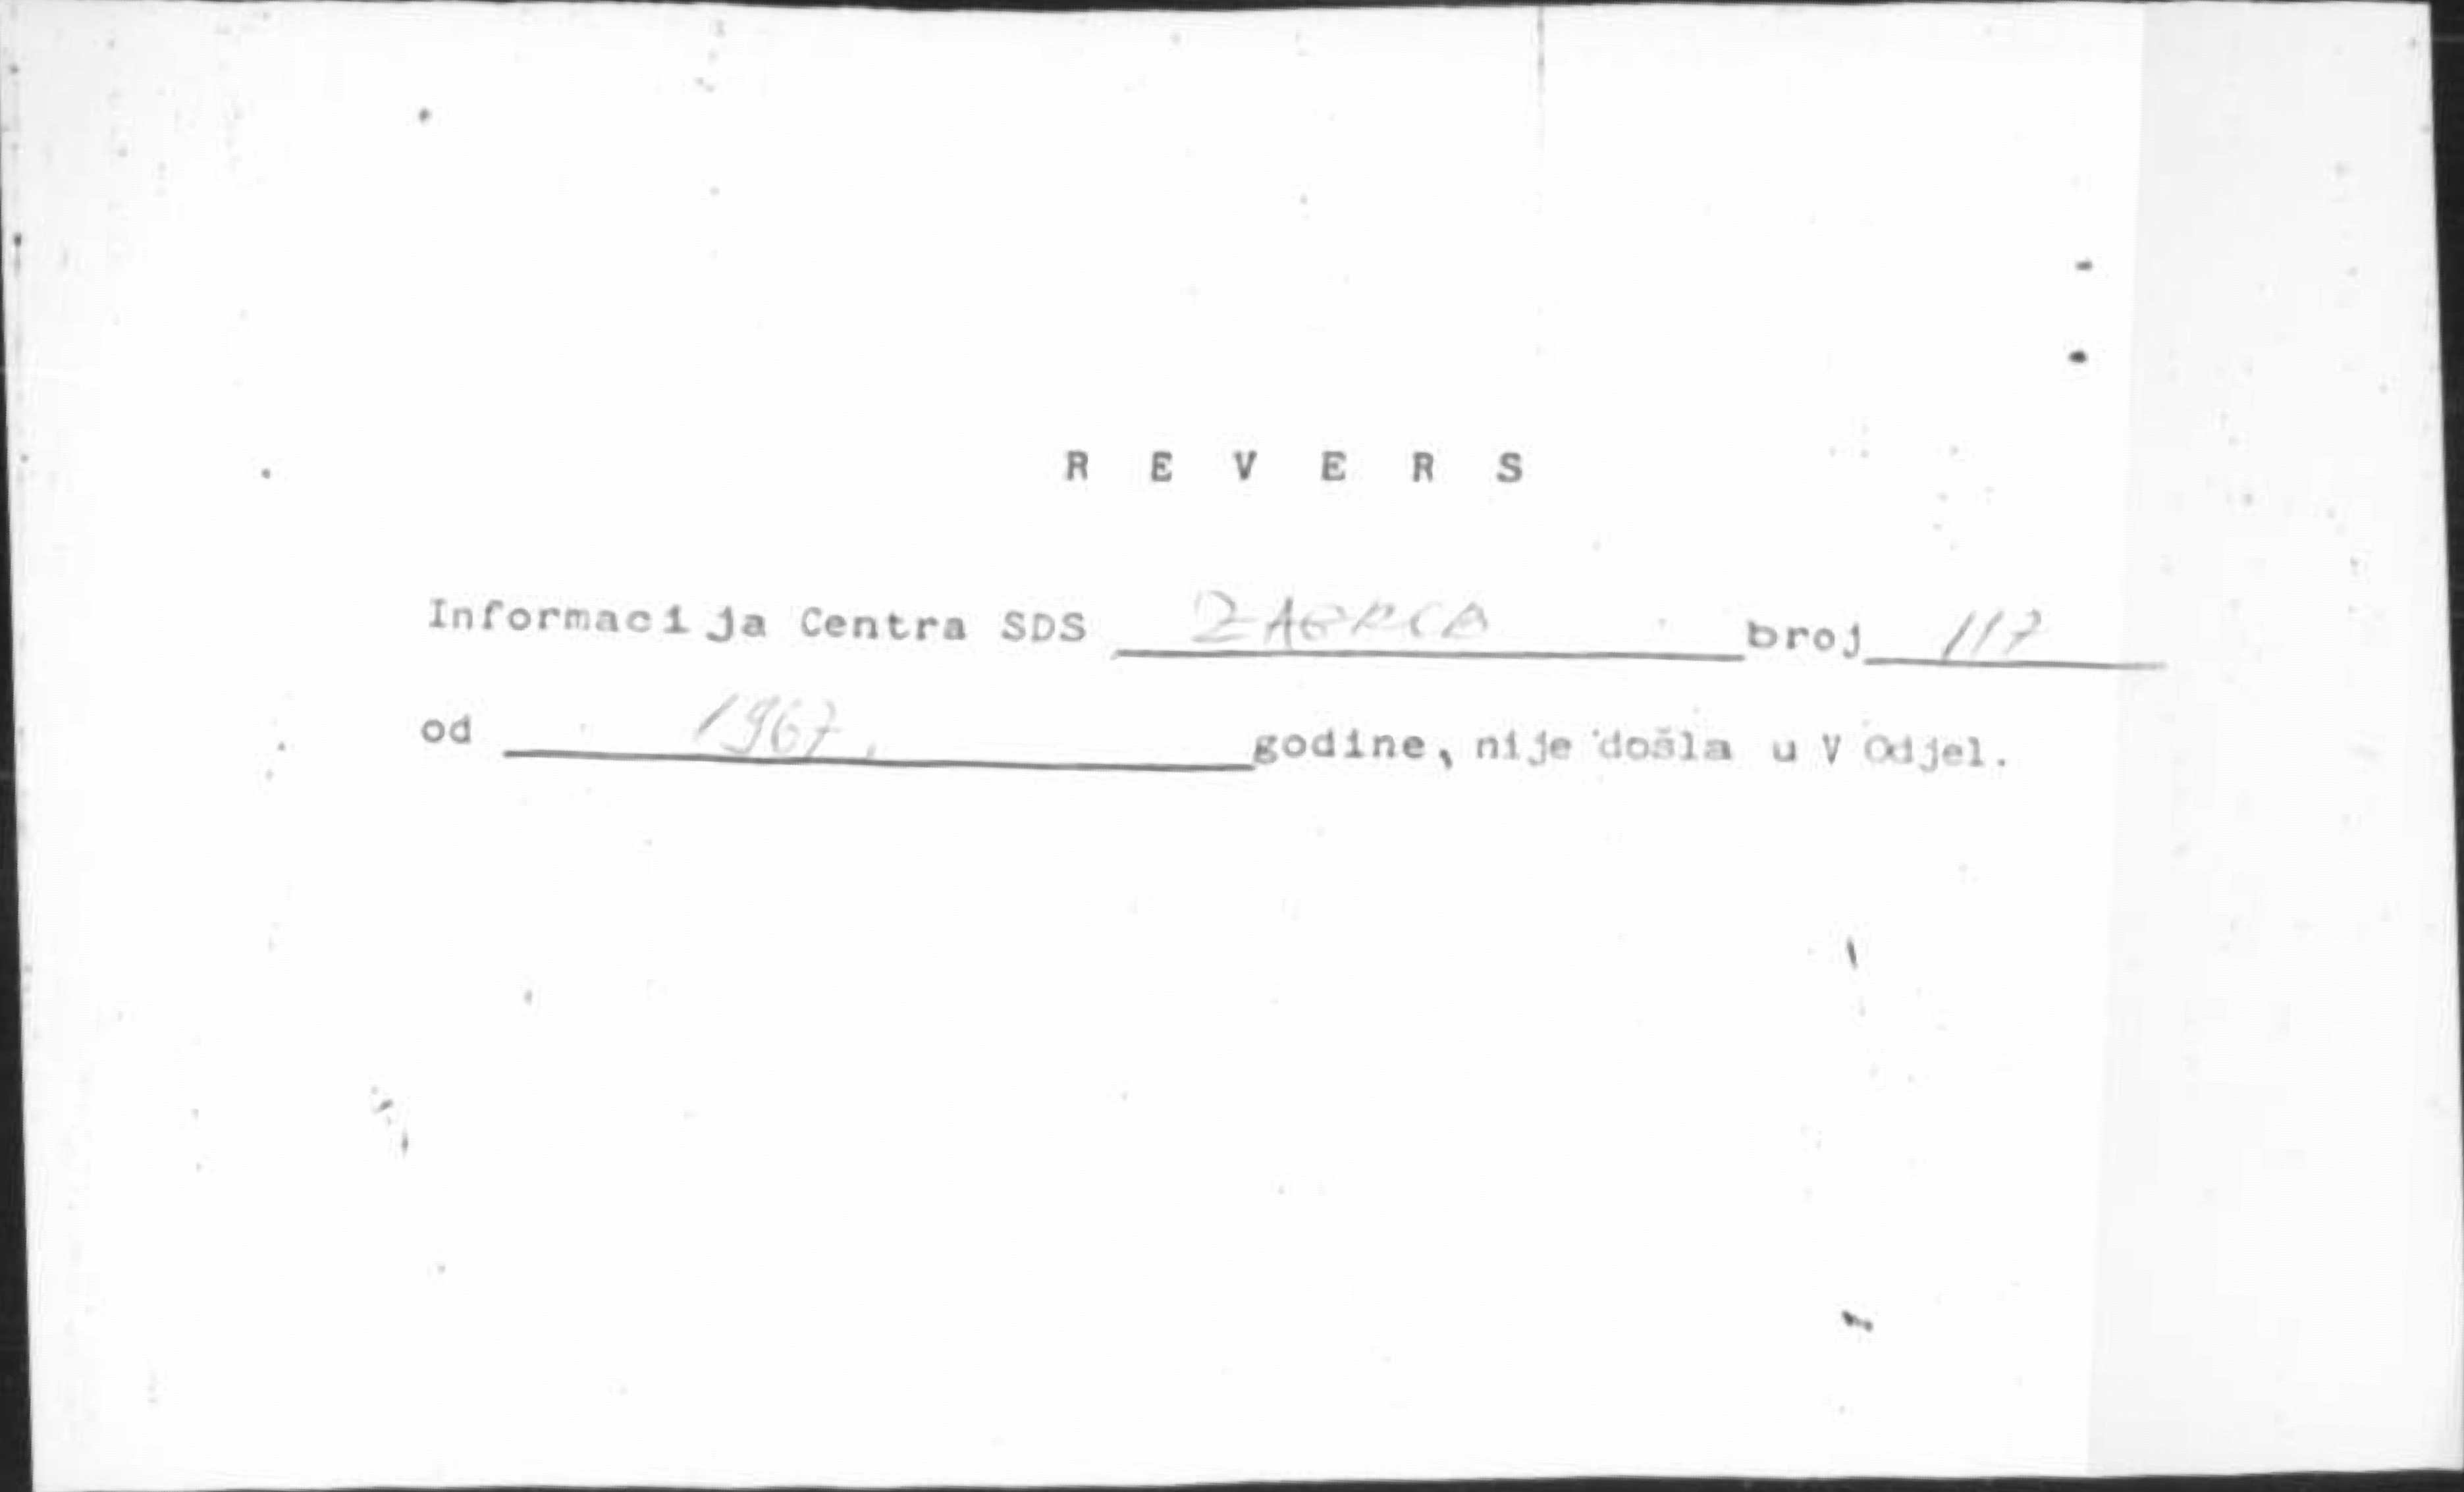 R E V E R S
Informacija Centra SDS ZAGREB broj 117
od 1967. godine, nije došla u V Odjel.